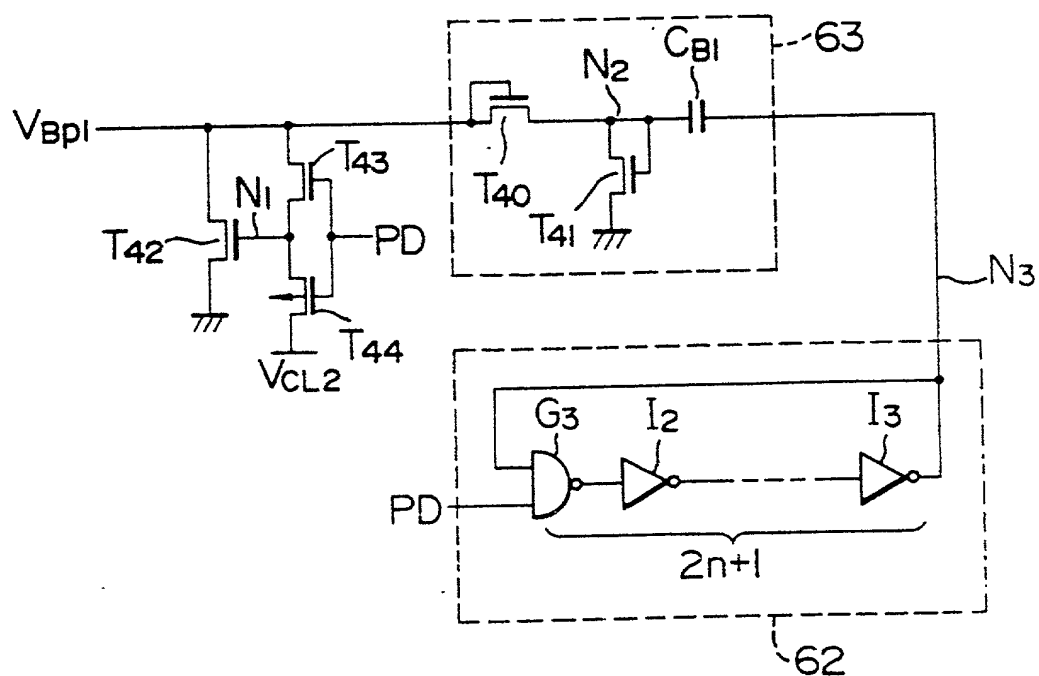 63
CB1
N2
VBp1
T43
T40
N1
T41
PD
T42
N3
T44
VCL2
G3
I2
I3
PD
2n+1
62